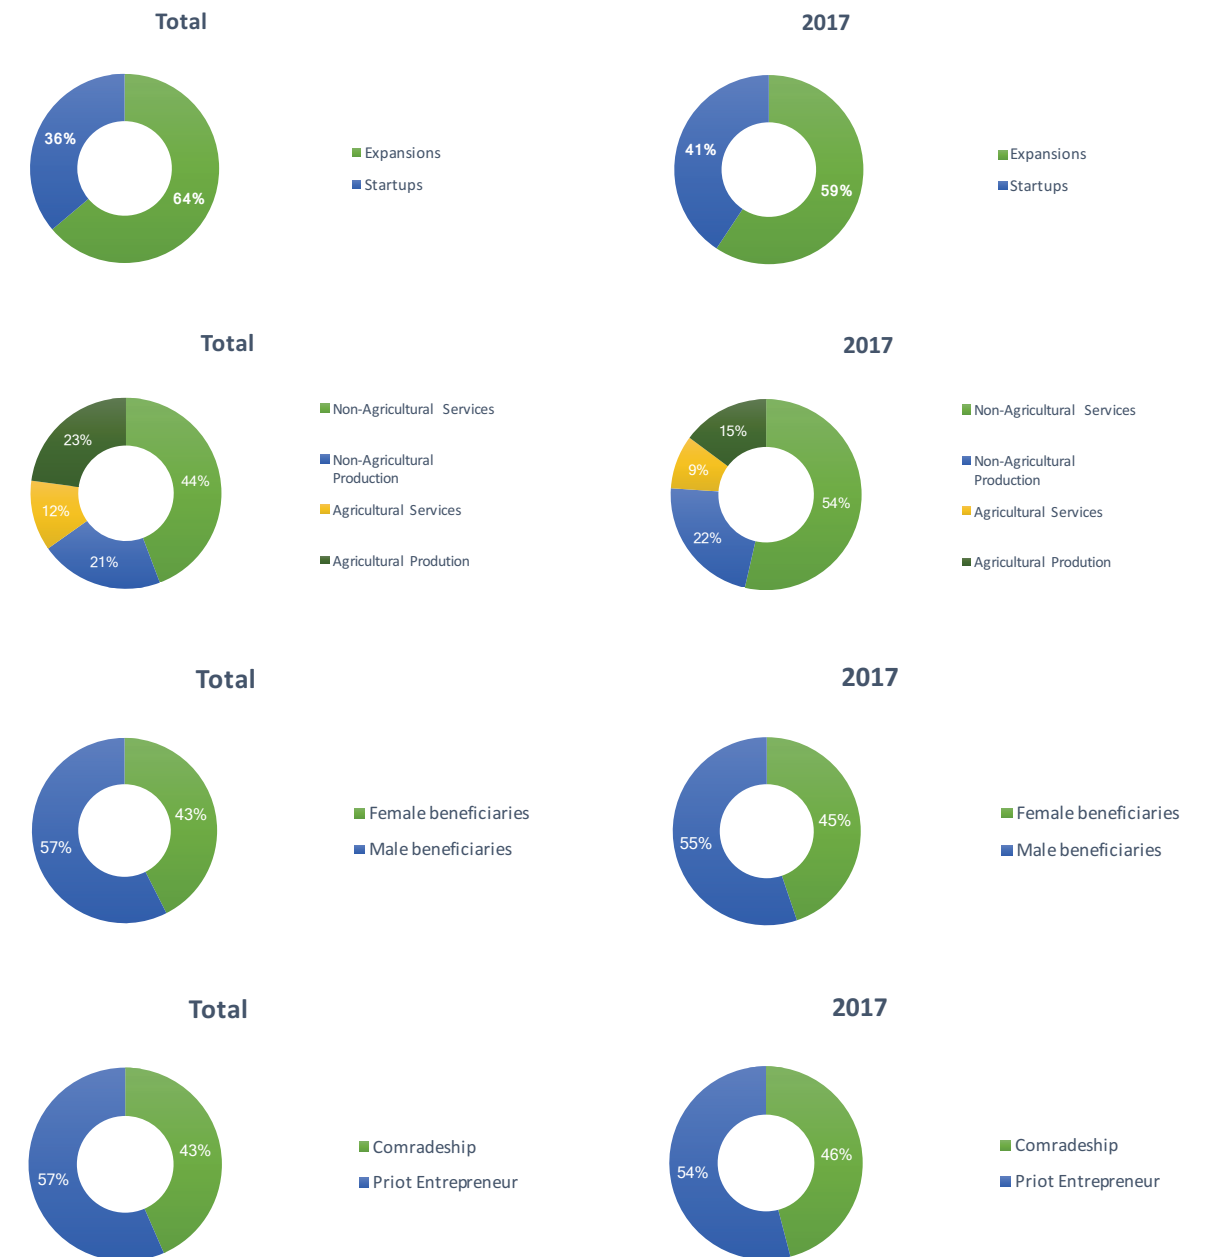 Total
36%
64%
Expansions
Startups
2017
41%
59%
Expansions
Startups
Total
23%
44%
12%
21%
Non-Agricultural Services
Non-Agricultural
Production
Agricultural Services
Agricultural Prodution
2017
15%
9%
54%
22%
Non-Agricultural Services
Non-Agricultural
Production
Agricultural Services
Agricultural Prodution
Total
43%
57%
Female beneficiaries
Male beneficiaries
2017
45%
55%
Female beneficiaries
Male beneficiaries
Total
43%
57%
Comradeship
Priot Entrepreneur
2017
46%
54%
Comradeship
Priot Entrepreneur